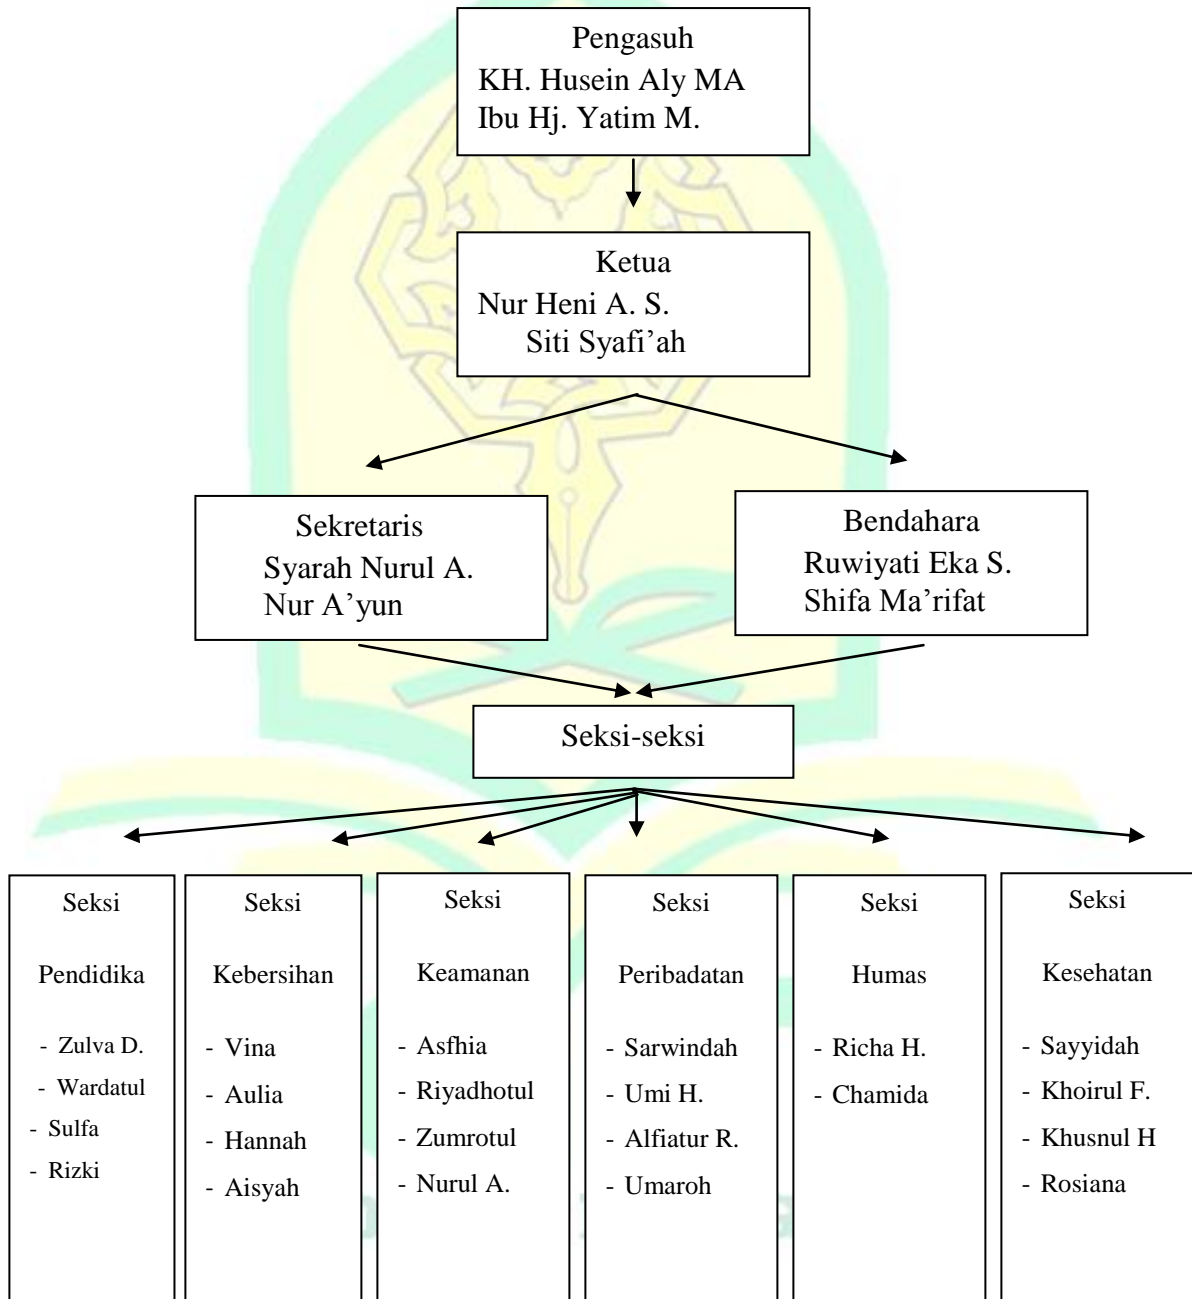 Pengasuh
KH. Husein Aly MA
Ibu Hj. Yatim M.
Ketua
Nur Heni A. S.
Siti Syafi’ah
Sekretaris
Syarah Nurul A.
Nur A’yun
Bendahara
Ruwiyati Eka S.
Shifa Ma’rifat
Seksi-seksi
Seksi
Pendidika
- Zulva D.
- Wardatul
- Sulfa
- Rizki
Seksi
Kebersihan
- Vina
- Aulia
- Hannah
- Aisyah
Seksi
Keamanan
- Asfhia
- Riyadhotul
- Zumrotul
- Nurul A.
Seksi
Peribadatan
- Sarwindah
- Umi H.
- Alfiatur R.
- Umaroh
Seksi
Humas
- Richa H.
- Chamida
Seksi
Kesehatan
- Sayyidah
- Khoirul F.
- Khusnul H
- Rosiana